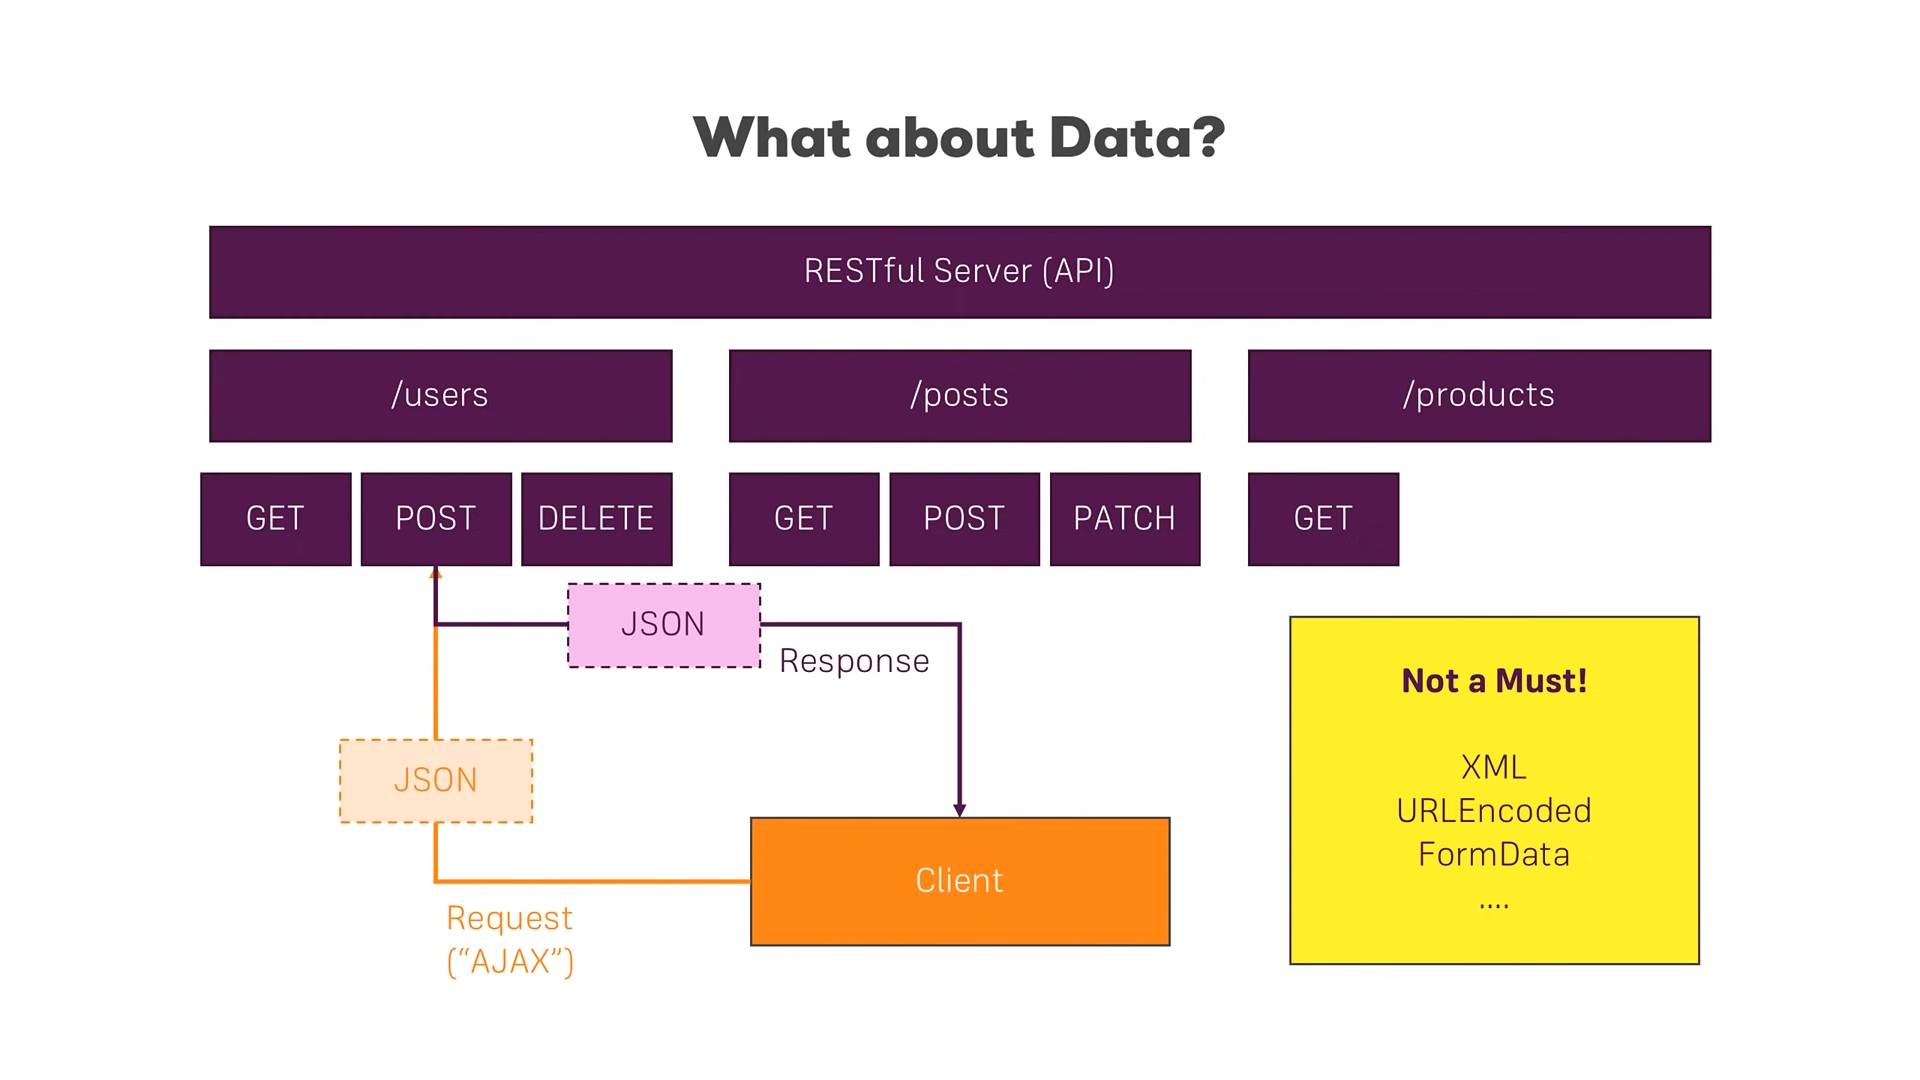 What about Data?
RESTful Server (API)
/users
/posts
/products
GET
POST
DELETE
GET
POST
PATCH
GET
JSON
Response
JSON
Request
(“AJAX”)
Client
Not a Must!
XML
URLEncoded
FormData
....